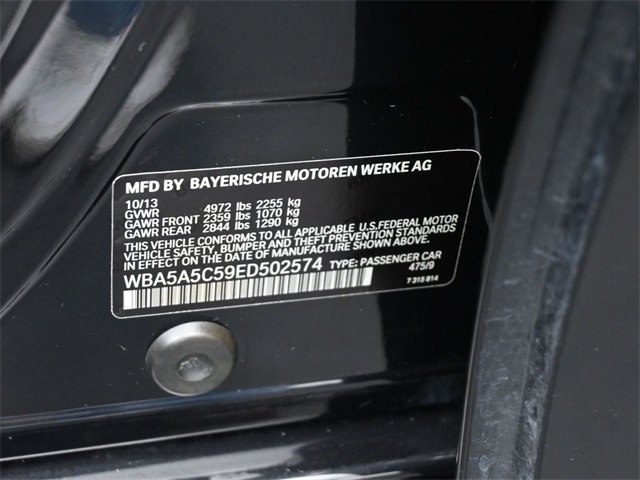 MFD BY BAYERISCHE MOTOREN WERKE AG
10/13
GVWR 4972 lbs 2255 kg
GAWR FRONT 2359 lbs 1070 kg
GAWR REAR 2844 lbs 1290 kg
THIS VEHICLE CONFORMS TO ALL APPLICABLE U.S.FEDERAL MOTOR
VEHICLE SAFETY, BUMPER, AND THEFT PREVENTION STANDARDS
IN EFFECT ON THE DATE OF MANUFACTURE SHOWN ABOVE.
WBA5A5C59ED502574 TYPE: PASSENGER CAR
475/9
7 315 814